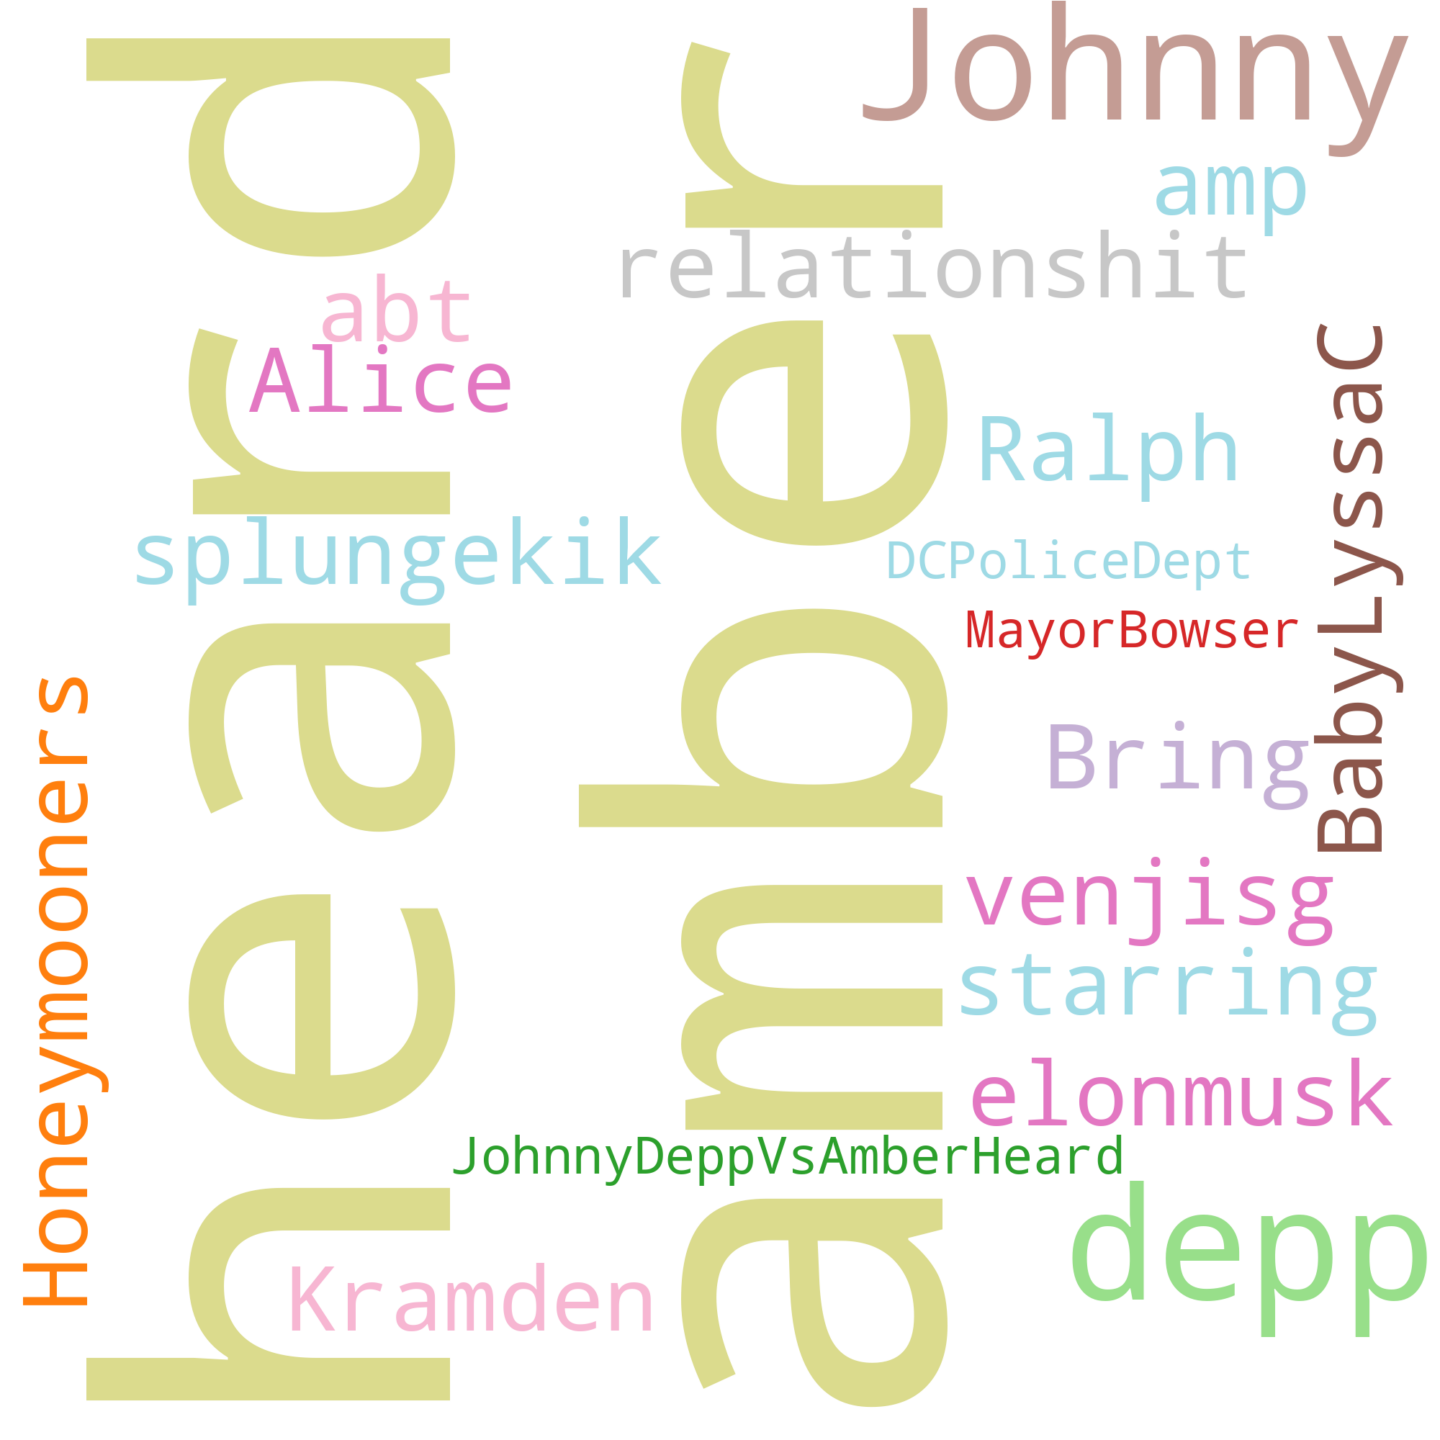 Johnny
amp
relationshit
heard
amber
abt
Alice
Ralph
BabyLyssaC
splungekik
DCPoliceDept
MayorBowser
Honeymooners
Bring
venjisg
starring
elonmusk
JohnnyDeppVsAmberHeard
depp
Kramden